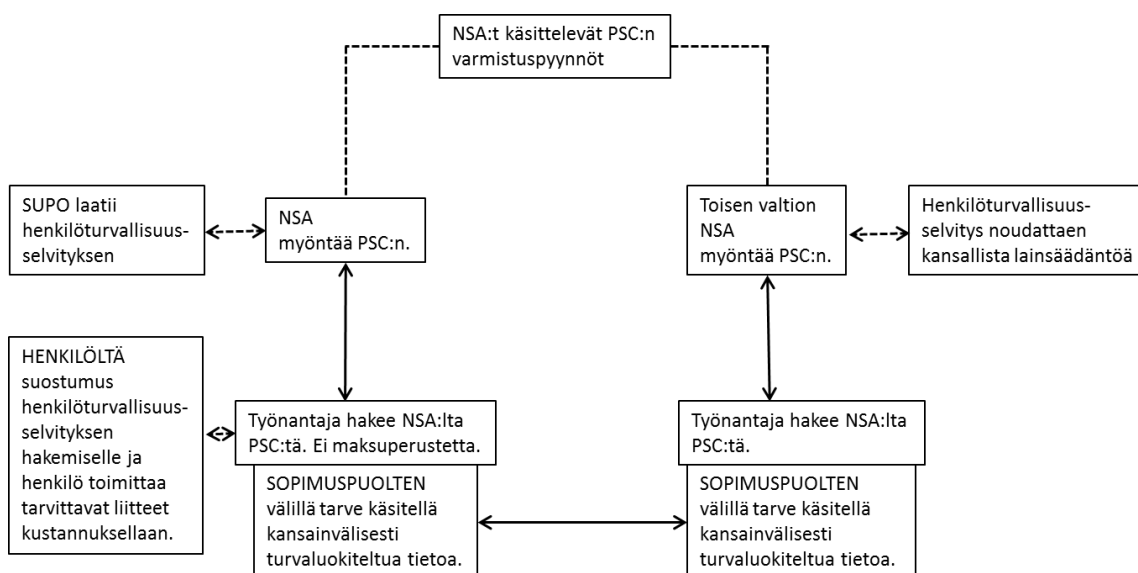 NSA:t käsittelevät PSC:n
varmistuspyynnöt
SUPO laatii
henkilöturvallisuus-
selvityksen
NSA
myöntää PSC:n.
Toisen valtion
NSA
myöntää PSC:n.
Henkilöturvallisuus-
selvitys noudattaen
kansallista lainsäädäntöä
HENKILÖLTÄ
suostumus
henkilöturvallisuus-
selvityksen
hakemiselle ja
henkilö toimittaa
tarvittavat liitteet
kustannuksellaan.
Työnantaja hakee NSA:lta
PSC:tä. Ei maksuperustetta.
SOPIMUSPUOLTEN
välillä tarve käsitellä
kansainvälisesti
turvaluokiteltua tietoa.
Työnantaja hakee NSA:lta
PSC:tä.
SOPIMUSPUOLTEN
välillä tarve käsitellä
kansainvälisesti
turvaluokiteltua tietoa.